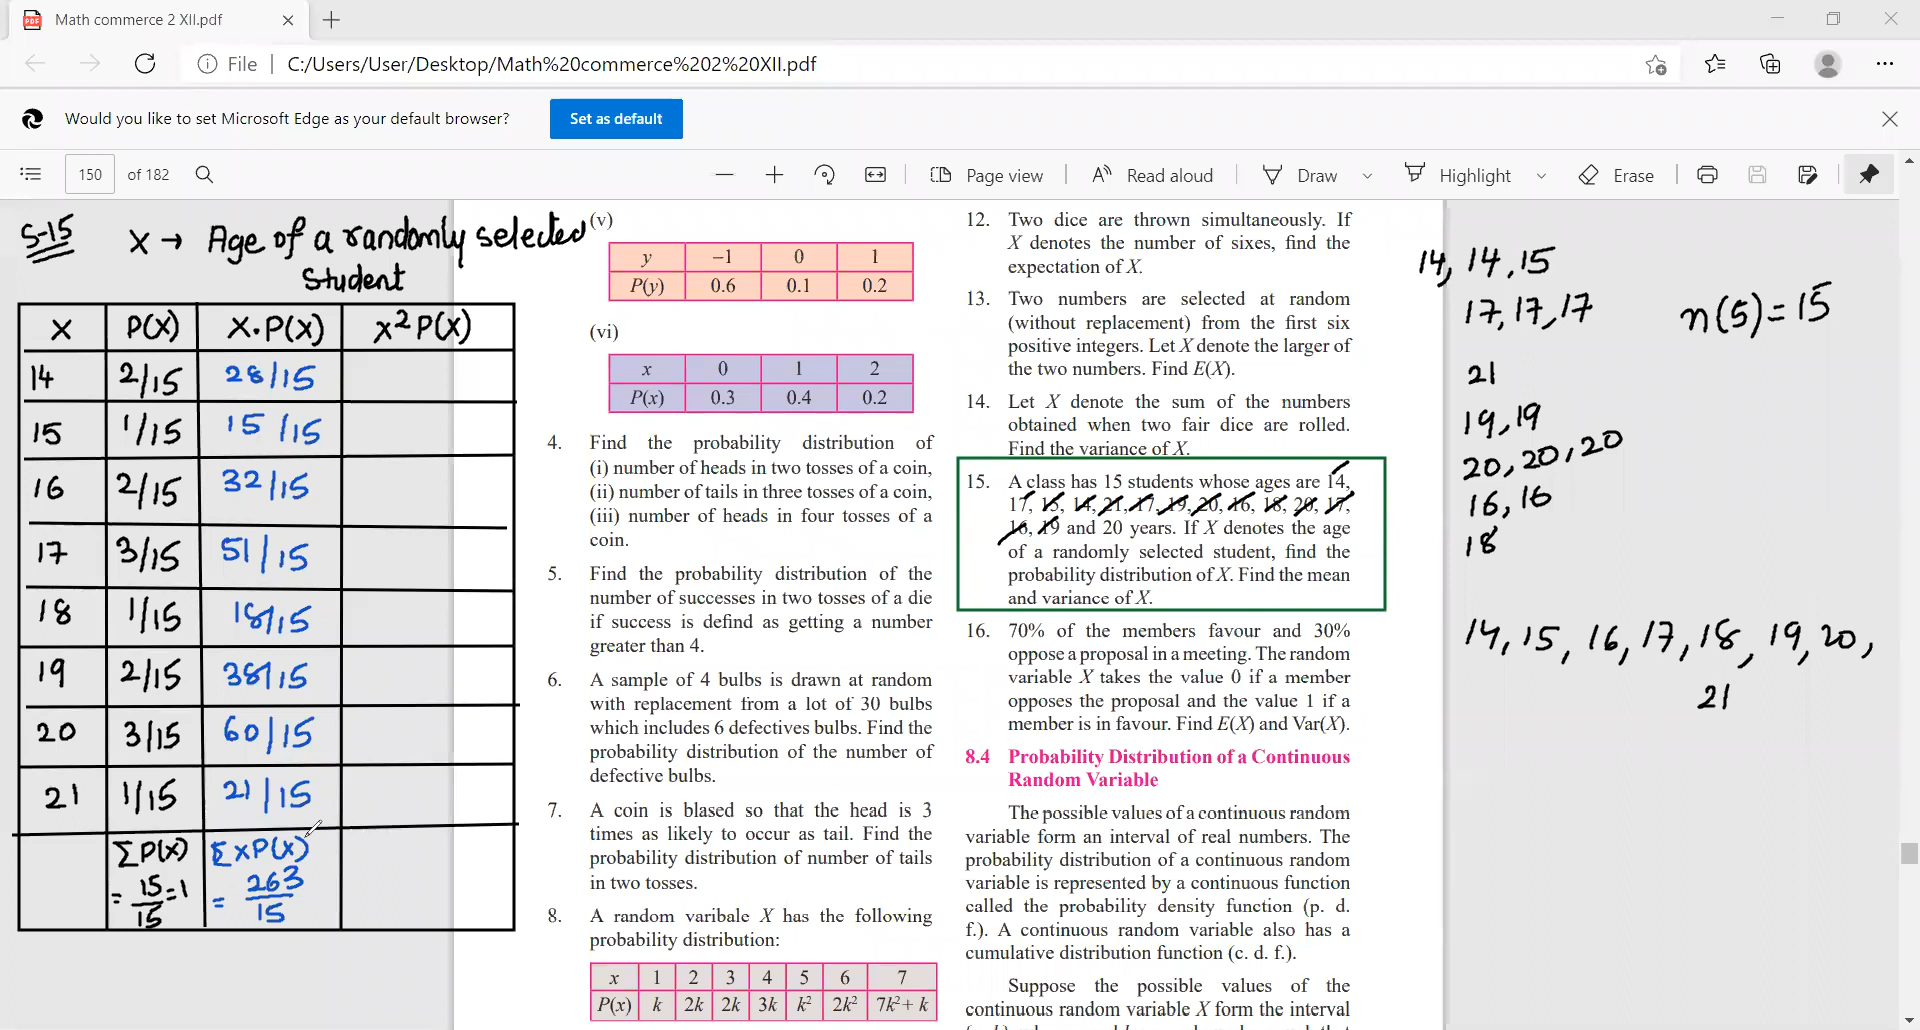 Math commerce 2 XII.pdf
File
C:/Users/User/Desktop/Math%20commerce%202%20XII.pdf
Would you like to set Microsoft Edge as your default browser?
Set as default
150 of 182
Page view
Read aloud
Draw
Highlight
Erase
S-15
X → Age of a randomly selected
Student
X P(X) X·P(X) x²P(X)
14 2/15 28/15
15 1/15 15/15
16 2/15 32/15
17 3/15 51/15
18 1/15 18/15
19 2/15 38/15
20 3/15 60/15
21 1/15 21/15
ΣP(X) ΣXP(X)
= 15/15 = 1 = 263/15
(v)
y −1 0 1
P(y) 0.6 0.1 0.2
(vi)
x 0 1 2
P(x) 0.3 0.4 0.2
4. Find the probability distribution of
(i) number of heads in two tosses of a coin,
(ii) number of tails in three tosses of a coin,
(iii) number of heads in four tosses of a
coin.
5. Find the probability distribution of the
number of successes in two tosses of a die
if success is defind as getting a number
greater than 4.
6. A sample of 4 bulbs is drawn at random
with replacement from a lot of 30 bulbs
which includes 6 defectives bulbs. Find the
probability distribution of the number of
defective bulbs.
7. A coin is blased so that the head is 3
times as likely to occur as tail. Find the
probability distribution of number of tails
in two tosses.
8. A random varibale X has the following
probability distribution:
x 1 2 3 4 5 6 7
P(x) k 2k 2k 3k k² 2k² 7k²+ k
12. Two dice are thrown simultaneously. If
X denotes the number of sixes, find the
expectation of X.
13. Two numbers are selected at random
(without replacement) from the first six
positive integers. Let X denote the larger of
the two numbers. Find E(X).
14. Let X denote the sum of the numbers
obtained when two fair dice are rolled.
Find the variance of X.
15. A class has 15 students whose ages are 14,
17, 15, 14, 21, 17, 19, 20, 16, 18, 20, 17,
16, 19 and 20 years. If X denotes the age
of a randomly selected student, find the
probability distribution of X. Find the mean
and variance of X.
16. 70% of the members favour and 30%
oppose a proposal in a meeting. The random
variable X takes the value 0 if a member
opposes the proposal and the value 1 if a
member is in favour. Find E(X) and Var(X).
8.4 Probability Distribution of a Continuous
Random Variable
The possible values of a continuous random
variable form an interval of real numbers. The
probability distribution of a continuous random
variable is represented by a continuous function
called the probability density function (p. d.
f.). A continuous random variable also has a
cumulative distribution function (c. d. f.).
Suppose the possible values of the
continuous random variable X form the interval
14, 14, 15
17, 17, 17
n(S) = 15
21
19, 19
20, 20, 20
16, 16
18
14, 15, 16, 17, 18, 19, 20,
21